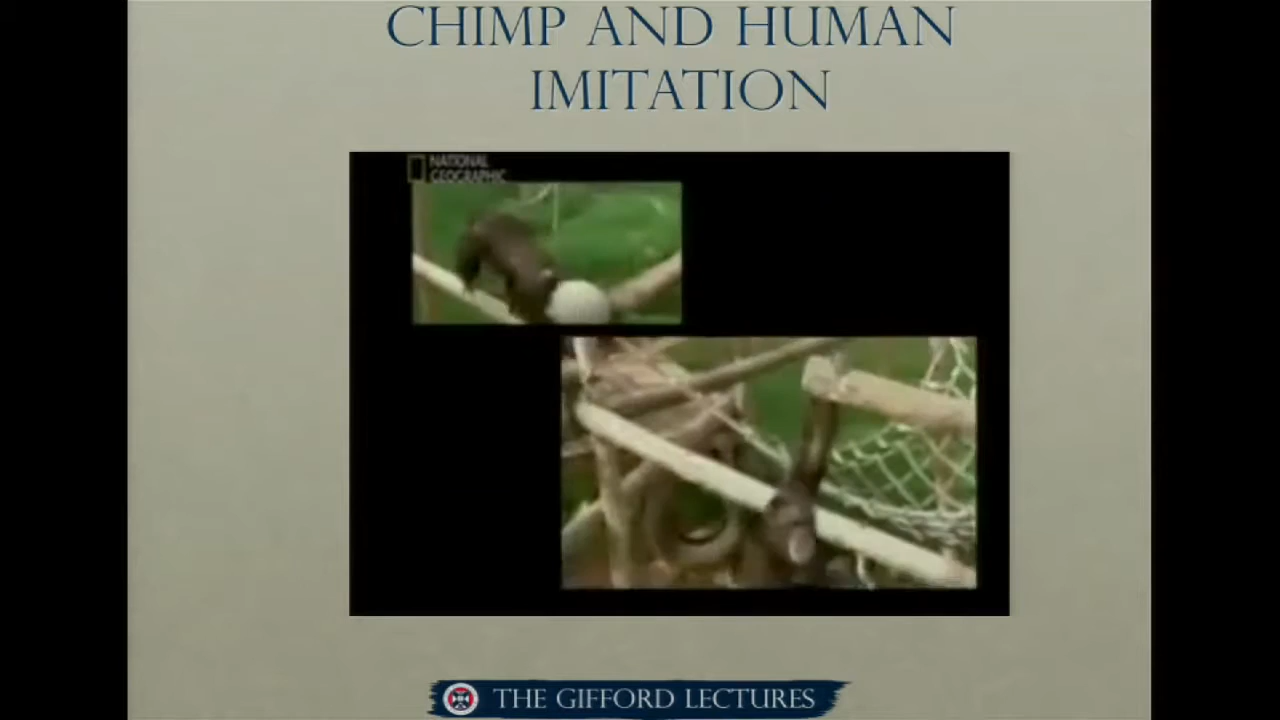 CHIMP AND HUMAN
IMITATION
NATIONAL
GEOGRAPHIC
THE GIFFORD LECTURES